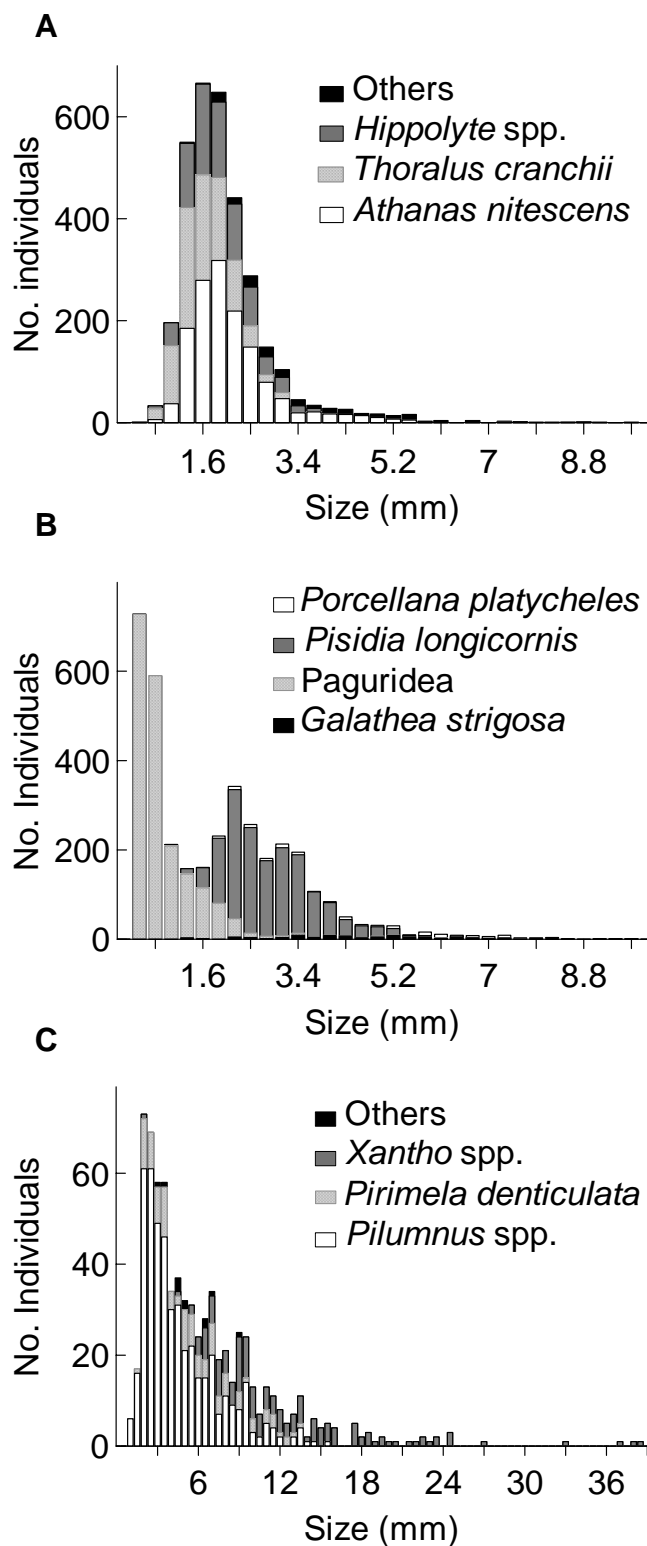 A
No. individuals
600
400
200
0
Others
Hippolyte spp.
Thoralus cranchii
Athanas nitescens
1.6 3.4 5.2 7 8.8
Size (mm)
B
No. Individuals
600
400
200
0
Porcellana platycheles
Pisidia longicornis
Paguridea
Galathea strigosa
1.6 3.4 5.2 7 8.8
Size (mm)
C
No. Individuals
60
40
20
0
Others
Xantho spp.
Pirimela denticulata
Pilumnus spp.
6 12 18 24 30 36
Size (mm)